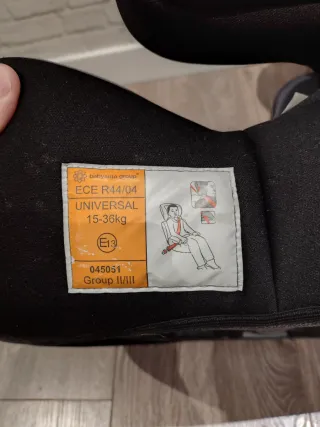 ECE R44/04
UNIVERSAL
15-36kg
E13
045051
Group II/III